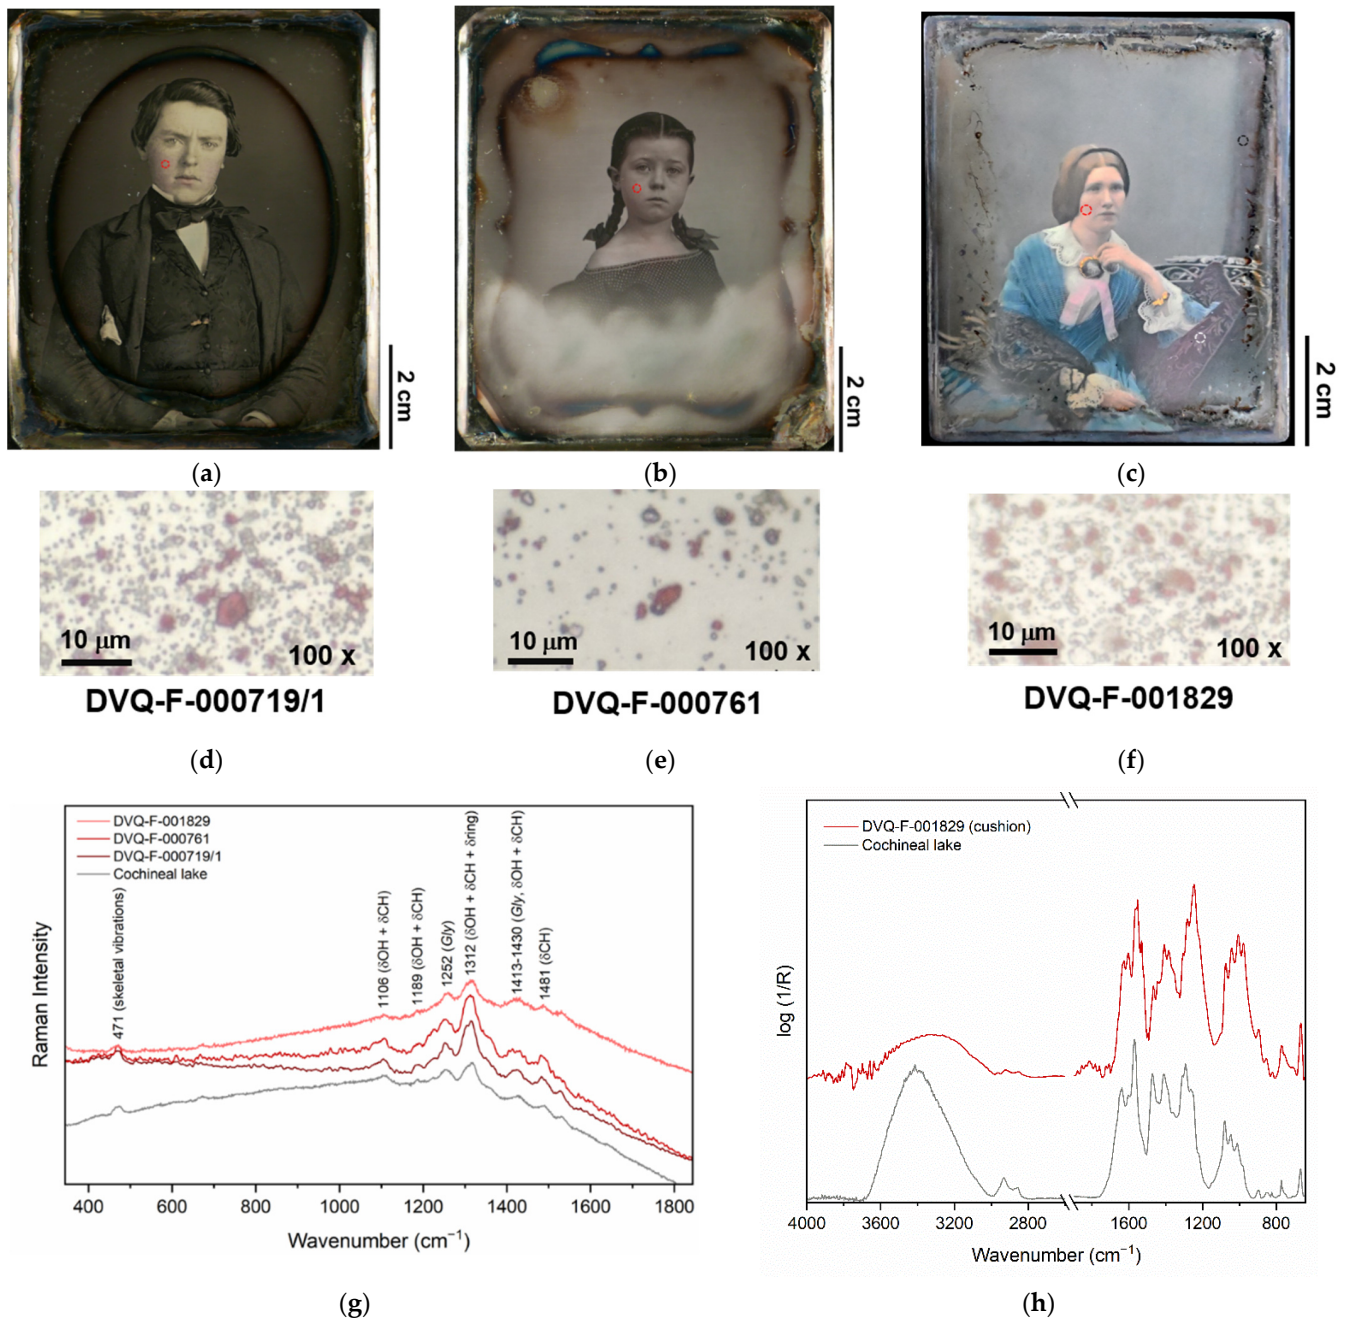 2 cm
2 cm
2 cm
(a)
(b)
(c)
10 μm
100 x
10 μm
100 x
10 μm
100 x
DVQ-F-000719/1
DVQ-F-000761
DVQ-F-001829
(d)
(e)
(f)
DVQ-F-001829
DVQ-F-000761
DVQ-F-000719/1
Cochineal lake
471 (skeletal vibrations)
1106 (δOH + δCH)
1189 (δOH + δCH)
1252 (Gly)
1312 (δOH + δCH + δring)
1413-1430 (Gly, δOH + δCH)
1481 (δCH)
Raman Intensity
400 600 800 1000 1200 1400 1600 1800
Wavenumber (cm⁻¹)
(g)
DVQ-F-001829 (cushion)
Cochineal lake
log (1/R)
4000 3600 3200 2800 1600 1200 800
Wavenumber (cm⁻¹)
(h)